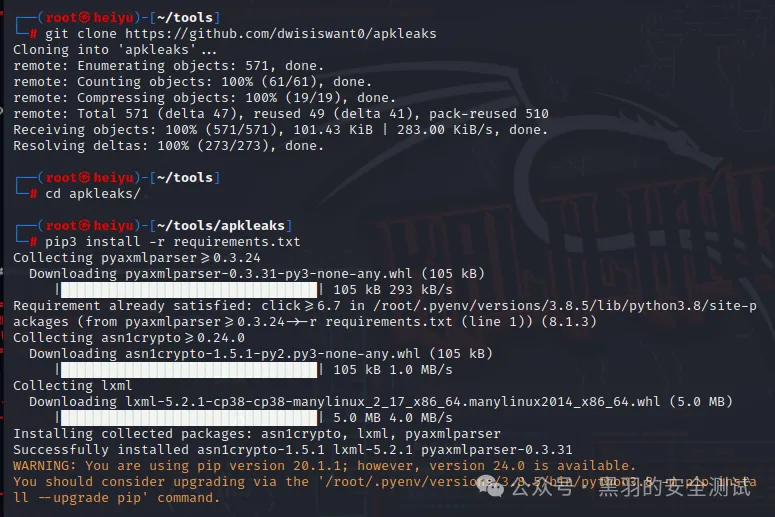 ┌──(root㉿heiyu)-[~/tools]
└─# git clone https://github.com/dwisiswant0/apkleaks
Cloning into 'apkleaks'...
remote: Enumerating objects: 571, done.
remote: Counting objects: 100% (61/61), done.
remote: Compressing objects: 100% (19/19), done.
remote: Total 571 (delta 47), reused 49 (delta 41), pack-reused 510
Receiving objects: 100% (571/571), 101.43 KiB | 283.00 KiB/s, done.
Resolving deltas: 100% (273/273), done.
┌──(root㉿heiyu)-[~/tools]
└─# cd apkleaks/
┌──(root㉿heiyu)-[~/tools/apkleaks]
└─# pip3 install -r requirements.txt
Collecting pyaxmlparser≥0.3.24
Downloading pyaxmlparser-0.3.31-py3-none-any.whl (105 kB)
|████████████████████████████████| 105 kB 293 kB/s
Requirement already satisfied: click≥6.7 in /root/.pyenv/versions/3.8.5/lib/python3.8/site-p
ackages (from pyaxmlparser≥0.3.24→-r requirements.txt (line 1)) (8.1.3)
Collecting asn1crypto≥0.24.0
Downloading asn1crypto-1.5.1-py2.py3-none-any.whl (105 kB)
|████████████████████████████████| 105 kB 1.0 MB/s
Collecting lxml
Downloading lxml-5.2.1-cp38-cp38-manylinux_2_17_x86_64.manylinux2014_x86_64.whl (5.0 MB)
|████████████████████████████████| 5.0 MB 4.0 MB/s
Installing collected packages: asn1crypto, lxml, pyaxmlparser
Successfully installed asn1crypto-1.5.1 lxml-5.2.1 pyaxmlparser-0.3.31
WARNING: You are using pip version 20.1.1; however, version 24.0 is available.
You should consider upgrading via the '/root/.pyenv/versions/3.8.5/bin/python3.8 -m pip insta
ll --upgrade pip' command.
公众号 · 黑羽的安全测试